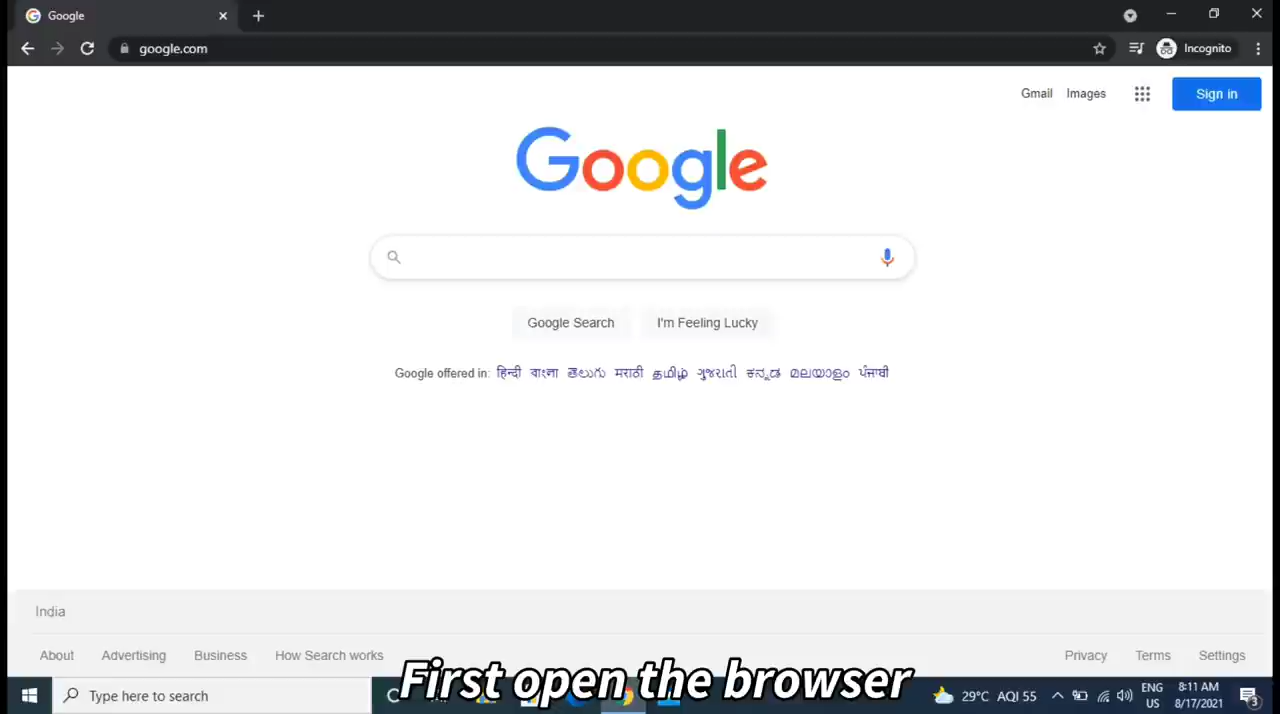 Google
google.com
Incognito
Gmail Images Sign in
Google
Google Search I'm Feeling Lucky
Google offered in: हिन्दी বাংলা తెలుగు मराठी தமிழ் ગુજરાતી ಕನ್ನಡ മലയാളം ਪੰਜਾਬੀ
India
About Advertising Business How Search works Privacy Terms Settings
First open the browser
Type here to search 29°C AQI 55 ENG US 8:11 AM 8/17/2021 3